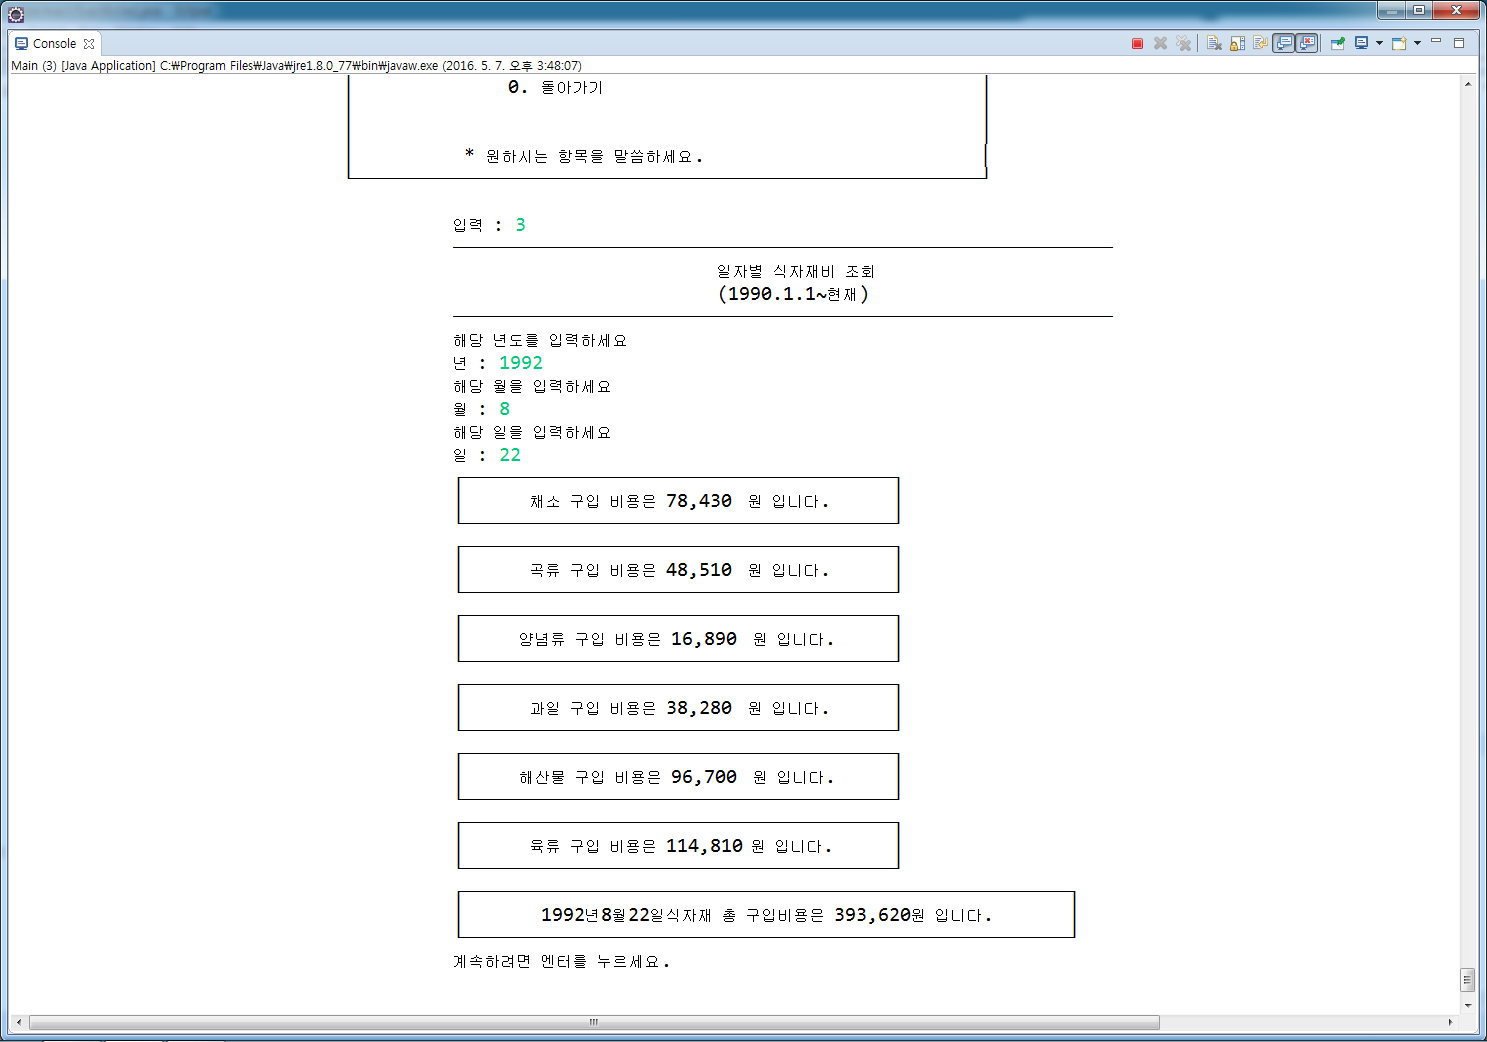 Console
Main (3) [Java Application] C:₩Program Files₩Java₩jre1.8.0_77₩bin₩javaw.exe (2016. 5. 7. 오후 3:48:07)
0. 돌아가기
* 원하시는 항목을 말씀하세요.
입력 : 3
일자별 식자재비 조회
(1990.1.1~현재)
해당 년도를 입력하세요
년 : 1992
해당 월을 입력하세요
월 : 8
해당 일을 입력하세요
일 : 22
채소 구입 비용은 78,430 원 입니다.
곡류 구입 비용은 48,510 원 입니다.
양념류 구입 비용은 16,890 원 입니다.
과일 구입 비용은 38,280 원 입니다.
해산물 구입 비용은 96,700 원 입니다.
육류 구입 비용은 114,810 원 입니다.
1992년8월22일식자재 총 구입비용은 393,620원 입니다.
계속하려면 엔터를 누르세요.